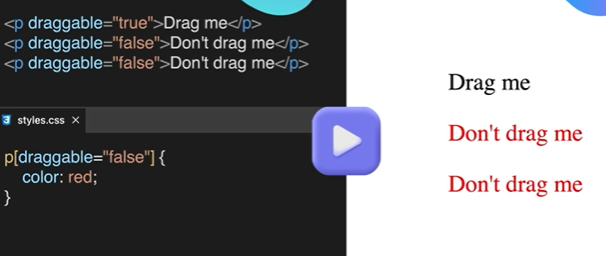 <p draggable="true">Drag me</p>
<p draggable="false">Don't drag me</p>
<p draggable="false">Don't drag me</p>
styles.css ×
p[draggable="false"] {
color: red;
}
Drag me
Don't drag me
Don't drag me